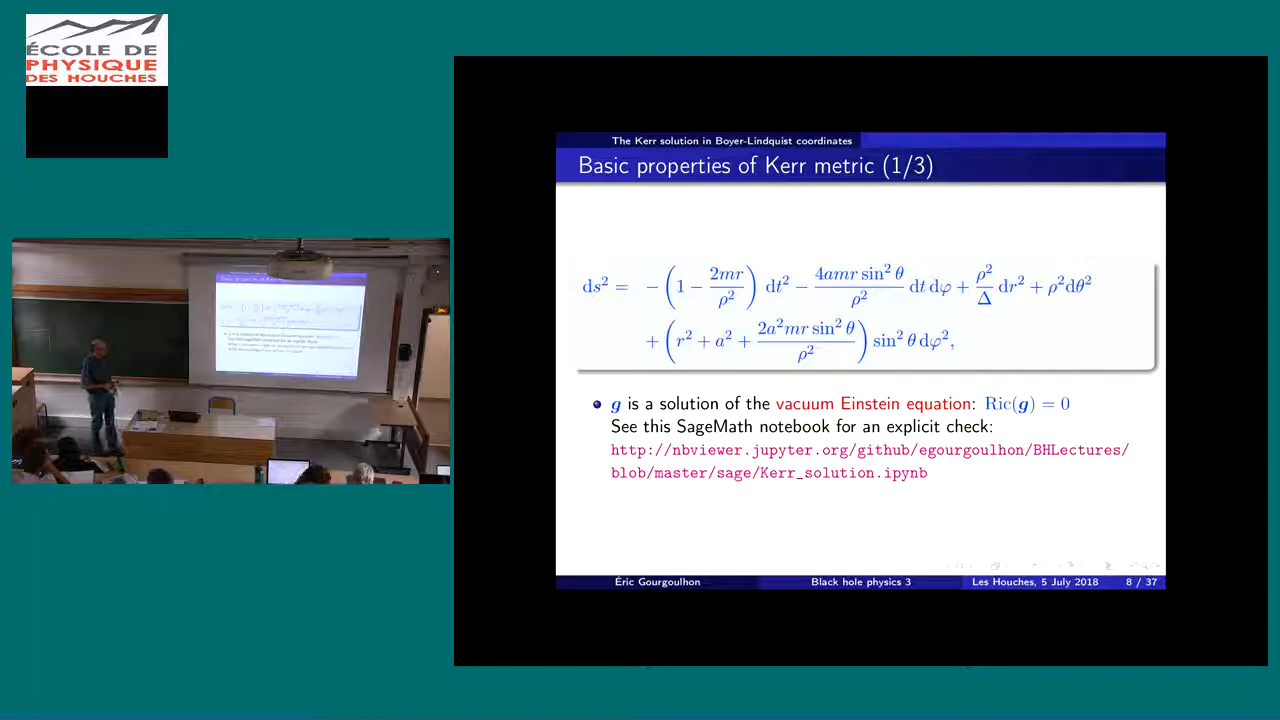 ÉCOLE DE
PHYSIQUE
DES HOUCHES
The Kerr solution in Boyer-Lindquist coordinates
Basic properties of Kerr metric (1/3)
ds² = − (1 − 2mr/ρ²) dt² − 4amr sin² θ/ρ² dt dφ + ρ²/Δ dr² + ρ²dθ²
+ (r² + a² + 2a²mr sin² θ/ρ²) sin² θ dφ²,
g is a solution of the vacuum Einstein equation: Ric(g) = 0
See this SageMath notebook for an explicit check:
http://nbviewer.jupyter.org/github/egourgoulhon/BHLectures/
blob/master/sage/Kerr_solution.ipynb
Éric Gourgoulhon Black hole physics 3 Les Houches, 5 July 2018 8 / 37